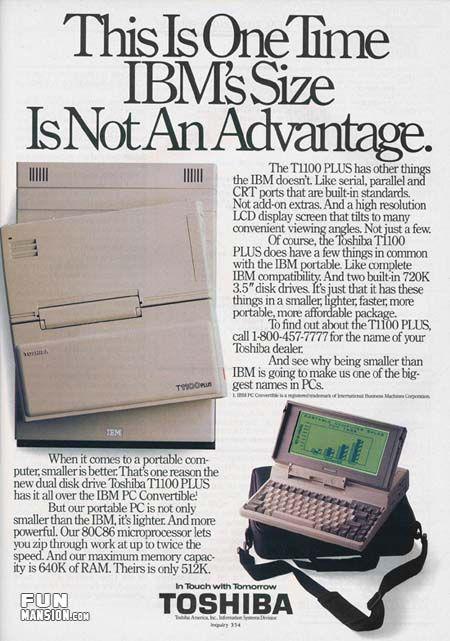 This Is One Time
IBM's Size
Is Not An Advantage.
The T1100 PLUS has other things
the IBM doesn't. Like serial, parallel and
CRT ports that are built-in standards.
Not add-on extras. And a high resolution
LCD display screen that tilts to many
convenient viewing angles. Not just a few.
Of course, the Toshiba T1100
PLUS does have a few things in common
with the IBM portable. Like complete
IBM compatibility. And two built-in 720K
3.5" disk drives. It's just that it has these
things in a smaller, lighter, faster, more
portable, more affordable package.
To find out about the T1100 PLUS,
call 1-800-457-7777 for the name of your
Toshiba dealer.
And see why being smaller than
IBM is going to make us one of the big-
gest names in PCs.
1. IBM PC Convertible is a registered trademark of International Business Machines Corporation.
TOSHIBA
T1100 PLUS
IBM
When it comes to a portable com-
puter, smaller is better. That's one reason the
new dual disk drive Toshiba T1100 PLUS
has it all over the IBM PC Convertible!
But our portable PC is not only
smaller than the IBM, it's lighter. And more
powerful. Our 80C86 microprocessor lets
you zip through work at up to twice the
speed. And our maximum memory capac-
ity is 640K of RAM. Theirs is only 512K.
In Touch with Tomorrow
TOSHIBA
Toshiba America, Inc., Information Systems Division
inquiry 354
FUN
MANSION.COM